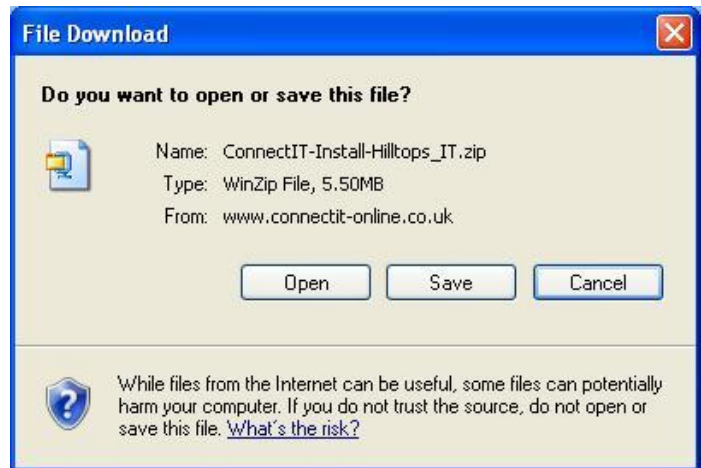 File Download
Do you want to open or save this file?
Name: ConnectIT-Install-Hilltops_IT.zip
Type: WinZip File, 5.50MB
From: www.connectit-online.co.uk
Open Save Cancel
While files from the Internet can be useful, some files can potentially
harm your computer. If you do not trust the source, do not open or
save this file. What's the risk?